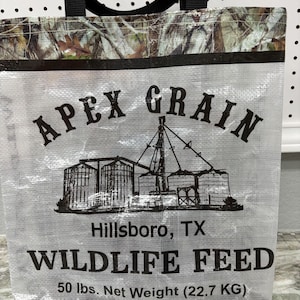 APEX GRAIN
Hillsboro, TX
WILDLIFE FEED
50 lbs. Net Weight (22.7 KG)